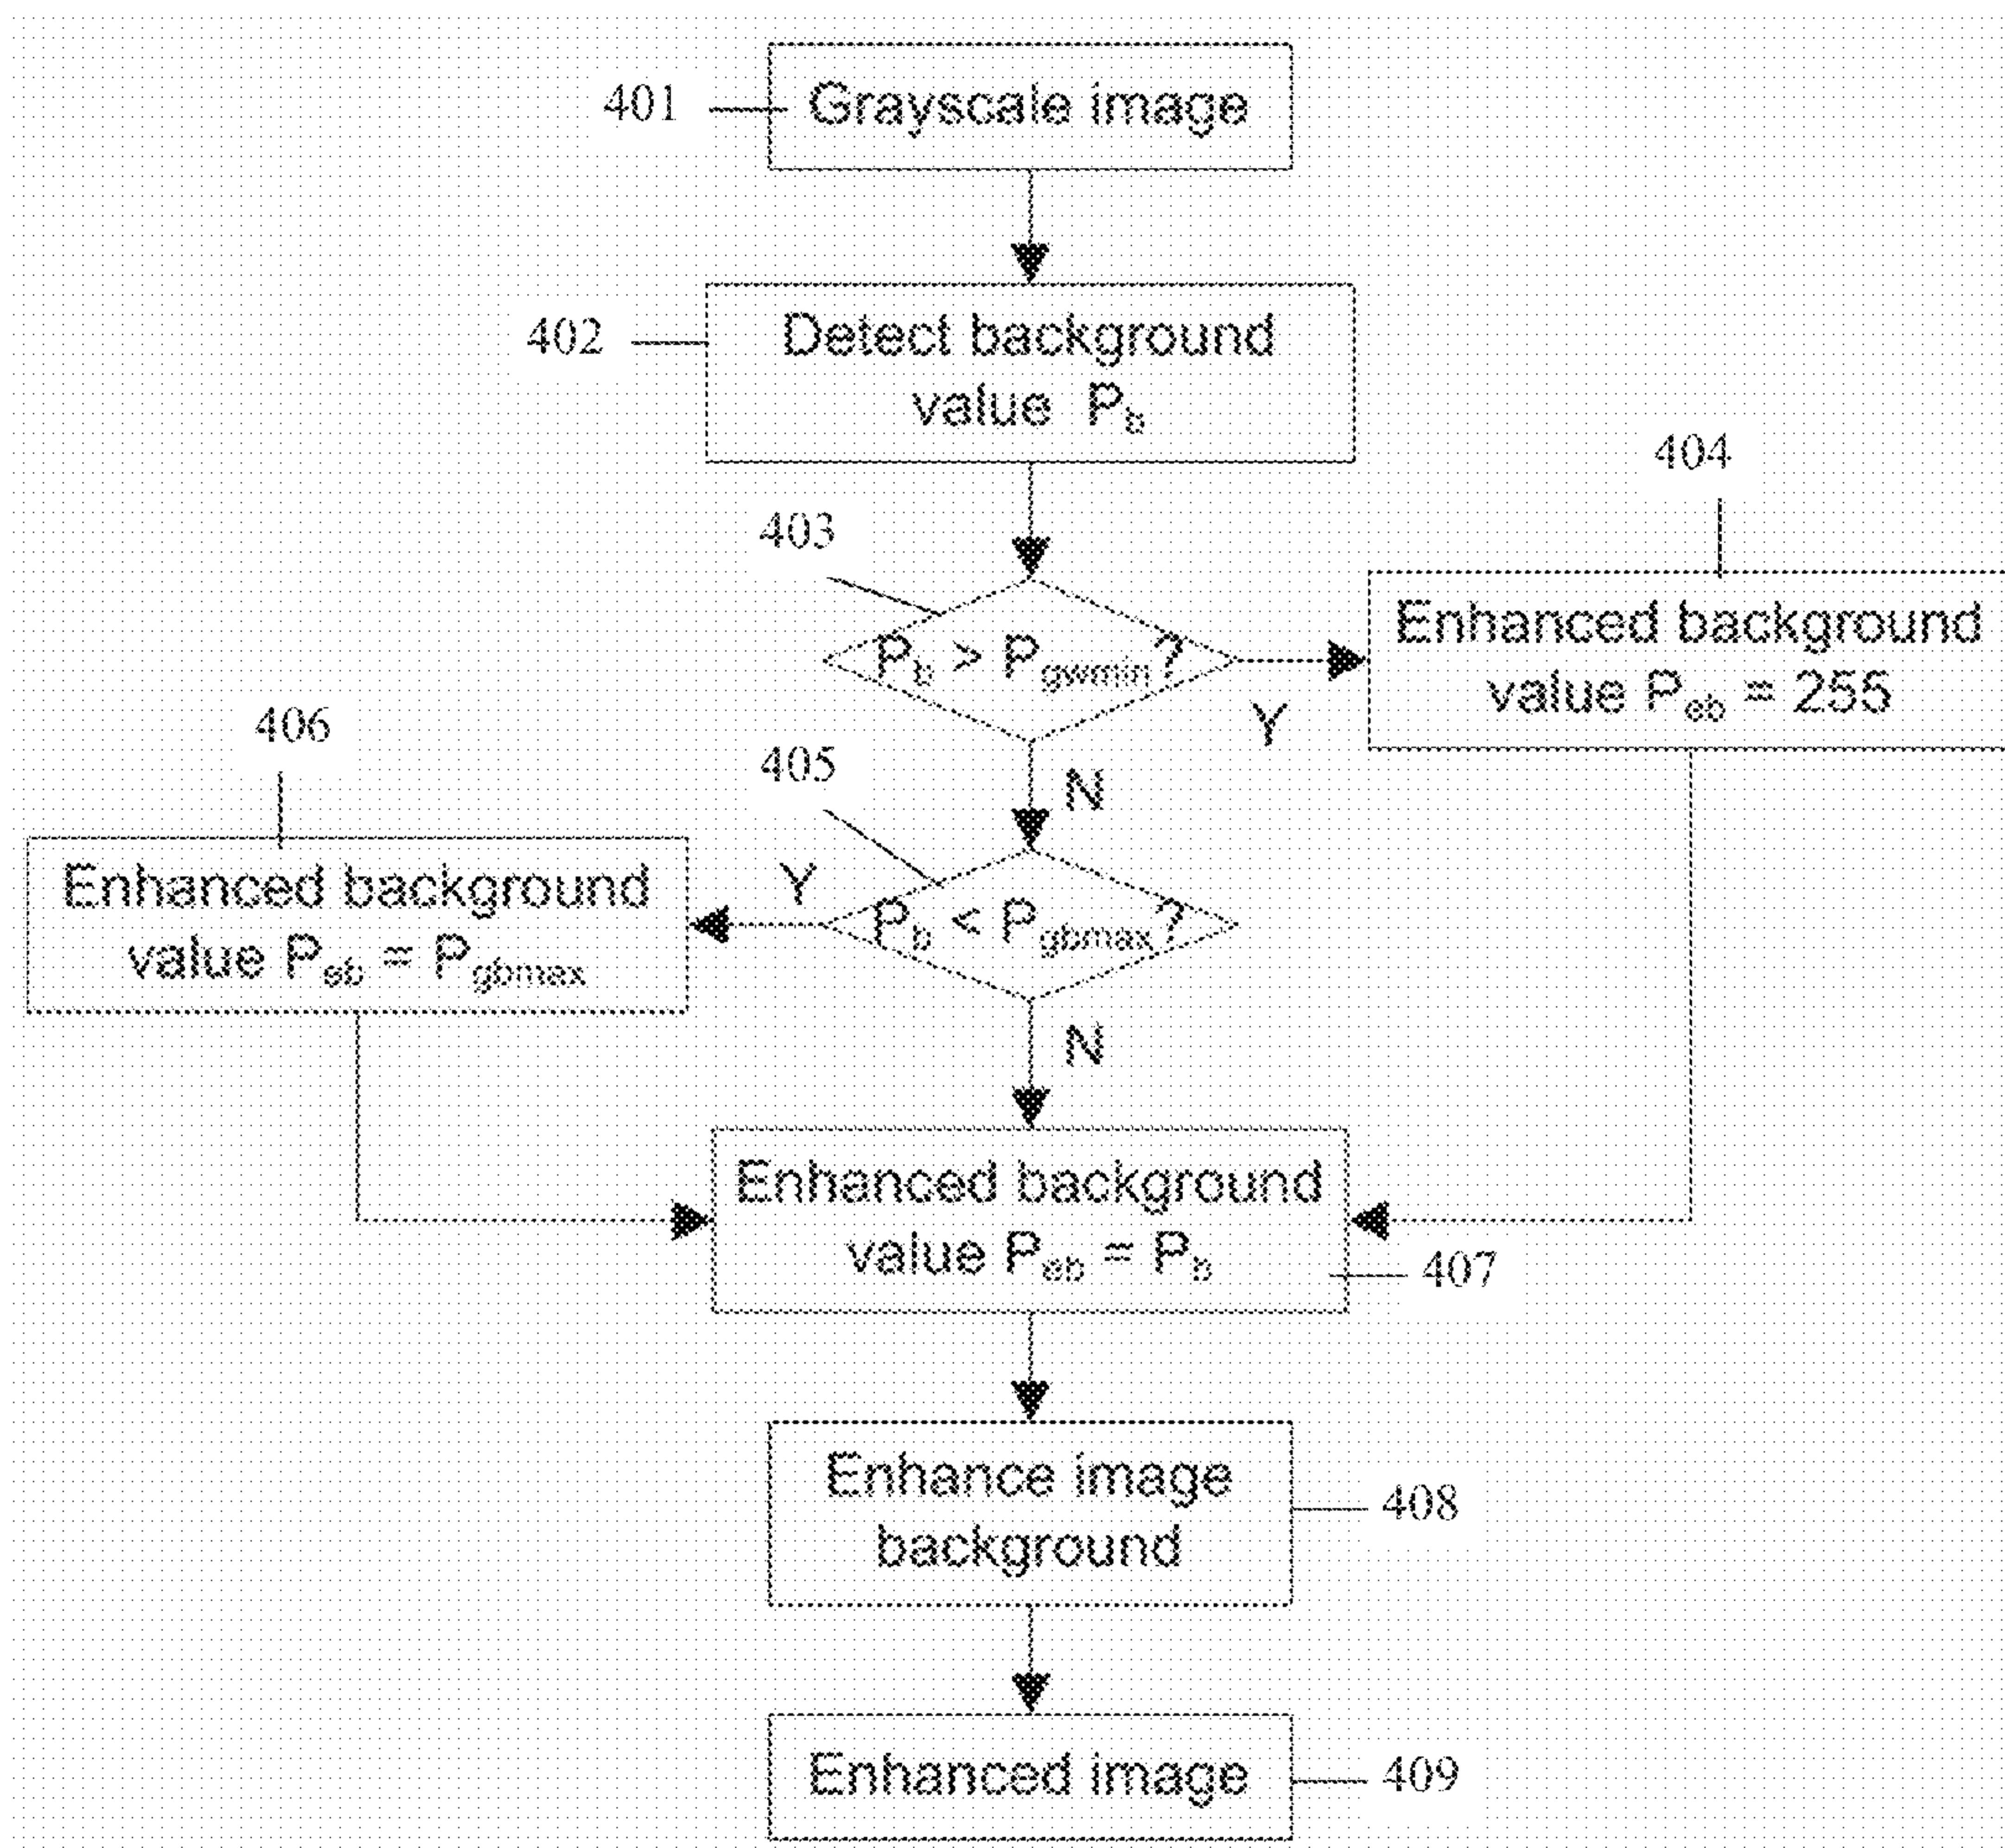 401
Grayscale image
402
Detect background
value P_b
404
403
P_b > P_gwmin ?
Enhanced background
value P_eb = 255
Y
406
405
N
Enhanced background
value P_eb = P_gbmax
Y
P_b < P_gbmax ?
N
Enhanced background
value P_eb = P_b
407
Enhance image
background
408
Enhanced image
409